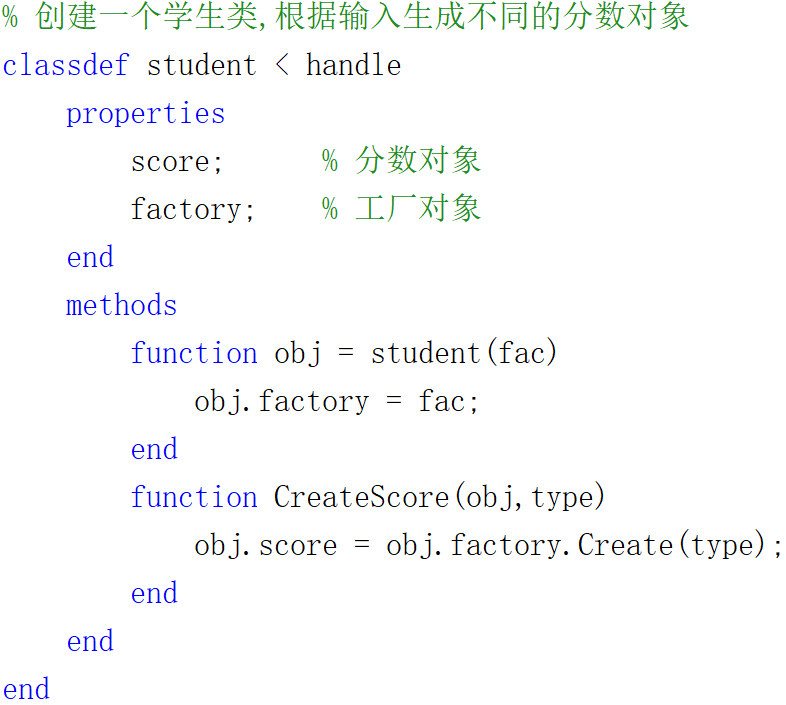 % 创建一个学生类,根据输入生成不同的分数对象
classdef student < handle
    properties
        score;      % 分数对象
        factory;    % 工厂对象
    end
    methods
        function obj = student(fac)
            obj.factory = fac;
        end
        function CreateScore(obj,type)
            obj.score = obj.factory.Create(type);
        end
    end
end